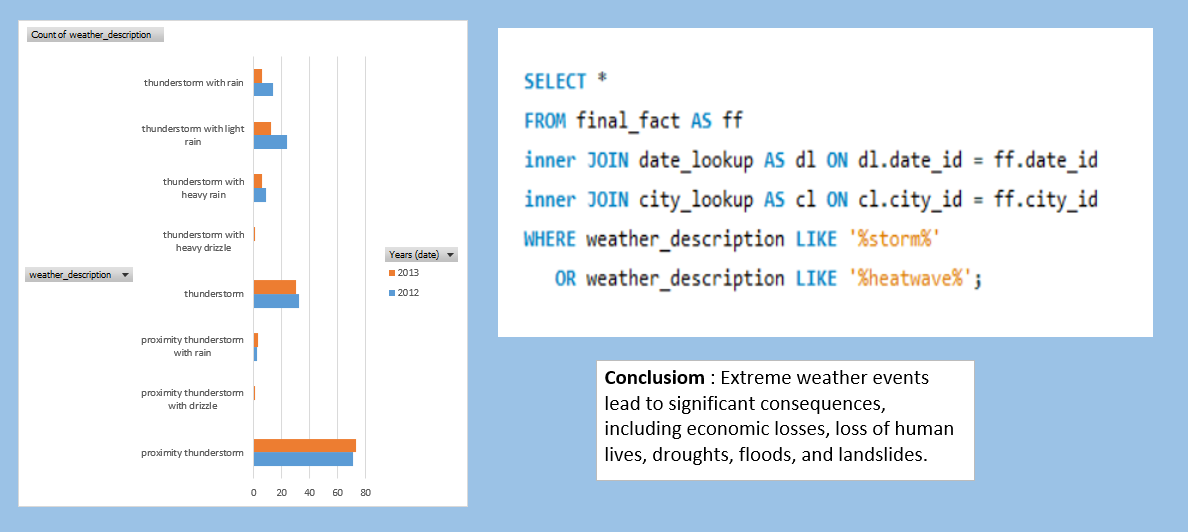 Count of weather_description
thunderstorm with rain
thunderstorm with light
rain
thunderstorm with
heavy rain
thunderstorm with
heavy drizzle
weather_description
thunderstorm
proximity thunderstorm
with rain
proximity thunderstorm
with drizzle
proximity thunderstorm
0 20 40 60 80
Years (date)
2013
2012
SELECT *
FROM final_fact AS ff
inner JOIN date_lookup AS dl ON dl.date_id = ff.date_id
inner JOIN city_lookup AS cl ON cl.city_id = ff.city_id
WHERE weather_description LIKE '%storm%'
OR weather_description LIKE '%heatwave%';
Conclusiom : Extreme weather events
lead to significant consequences,
including economic losses, loss of human
lives, droughts, floods, and landslides.